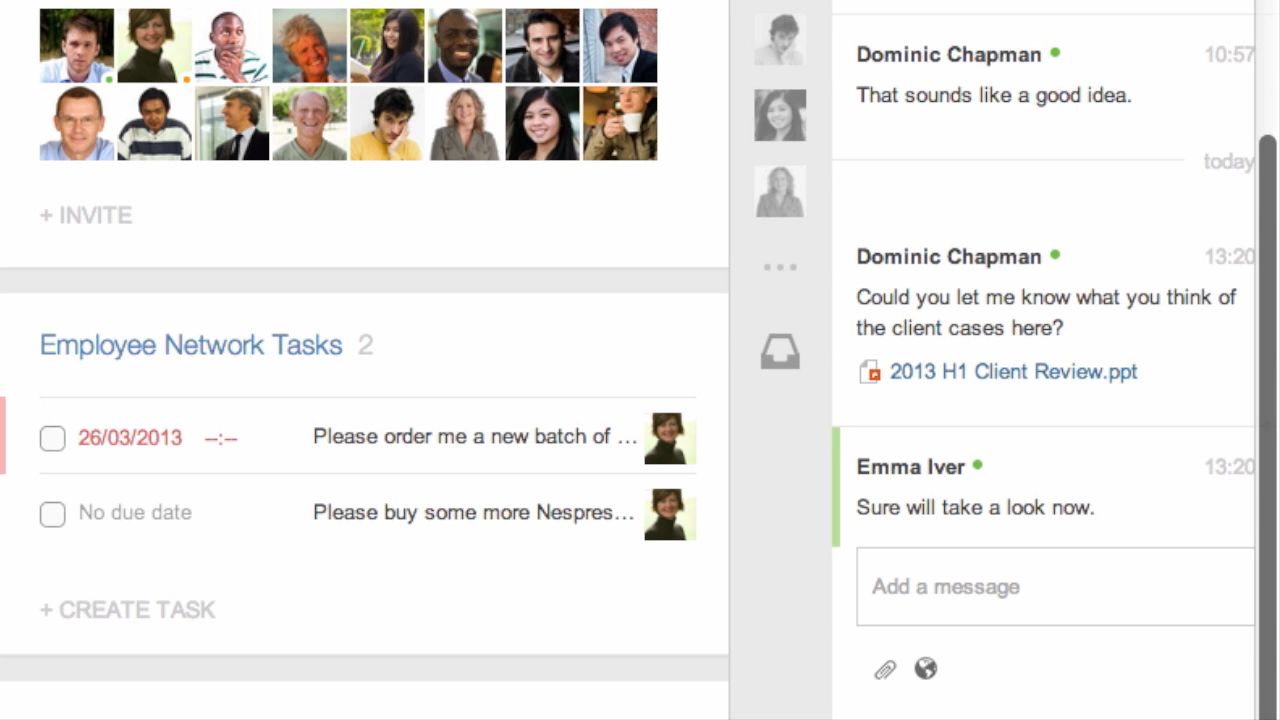 + INVITE
Employee Network Tasks 2
26/03/2013 --:-- Please order me a new batch of ...
No due date Please buy some more Nespres...
+ CREATE TASK
Dominic Chapman 10:57
That sounds like a good idea.
today
Dominic Chapman 13:20
Could you let me know what you think of
the client cases here?
2013 H1 Client Review.ppt
Emma Iver 13:20
Sure will take a look now.
Add a message